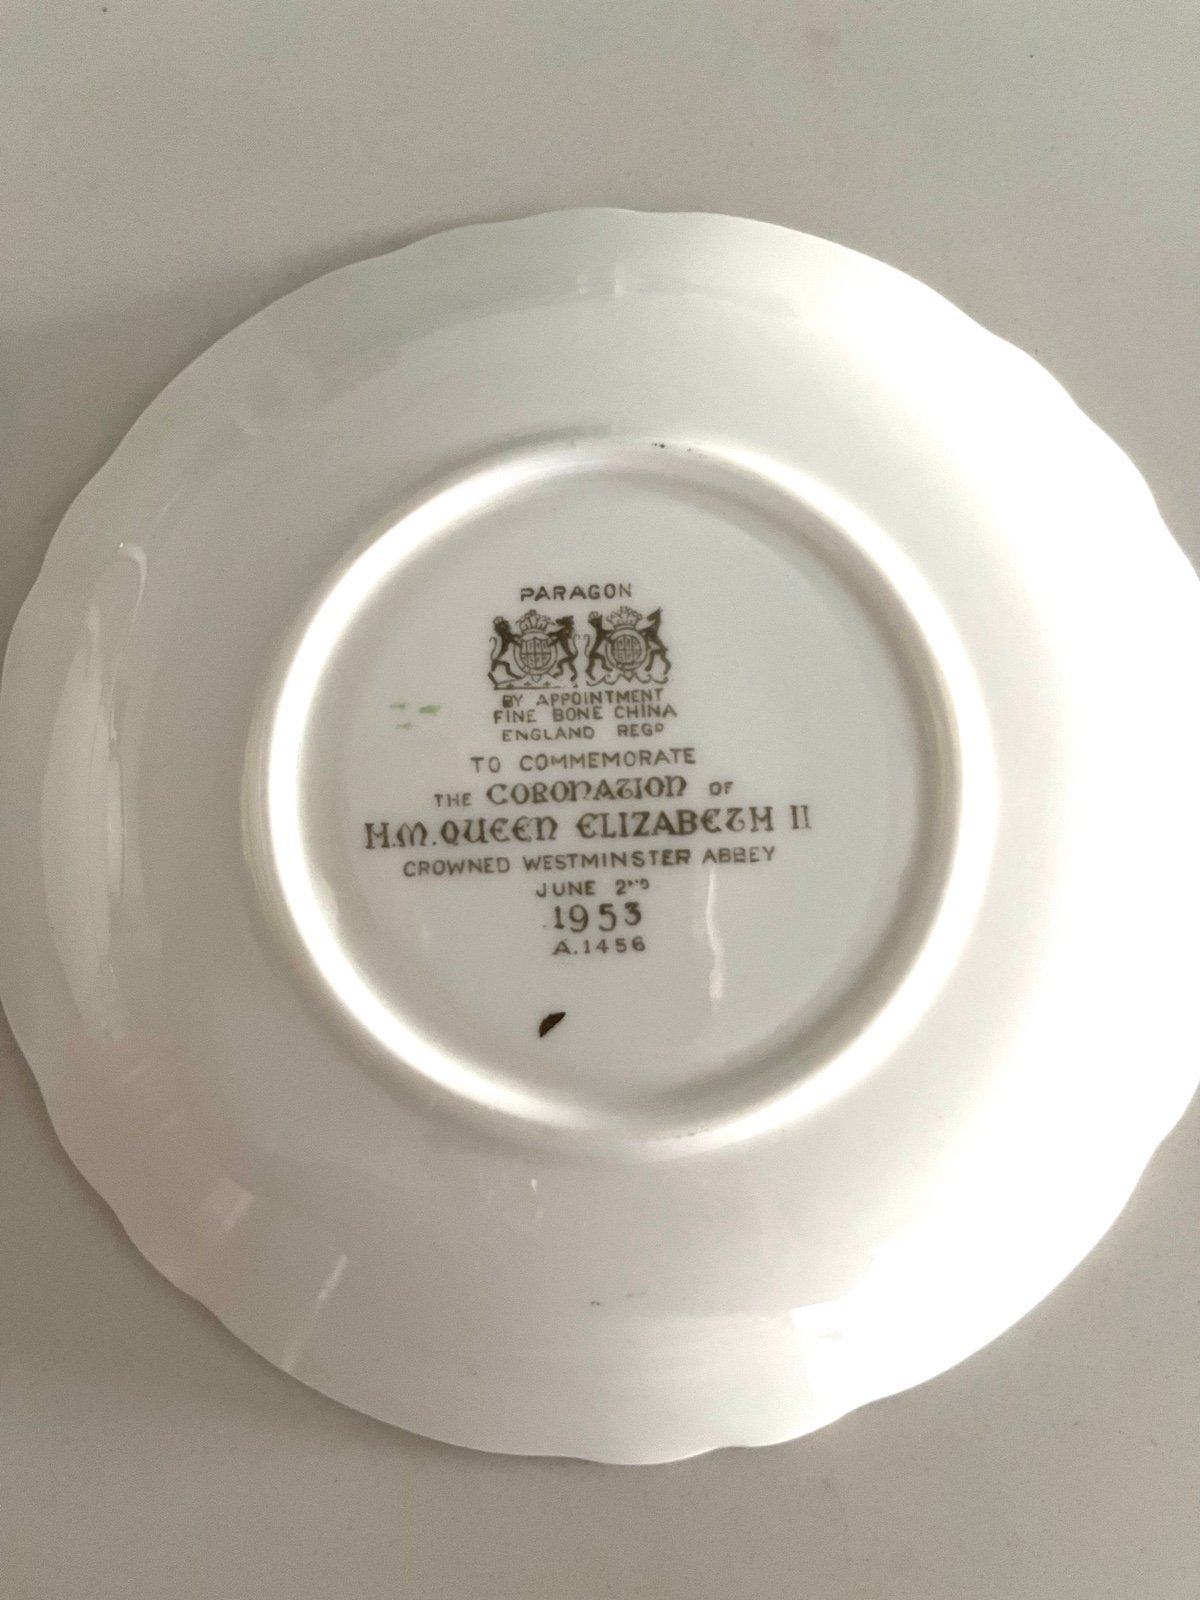 PARAGON
BY APPOINTMENT
FINE BONE CHINA
ENGLAND REGD
TO COMMEMORATE
THE CORONATION OF
H.M. QUEEN ELIZABETH II
CROWNED WESTMINSTER ABBEY
JUNE 2ND
1953
A.1456